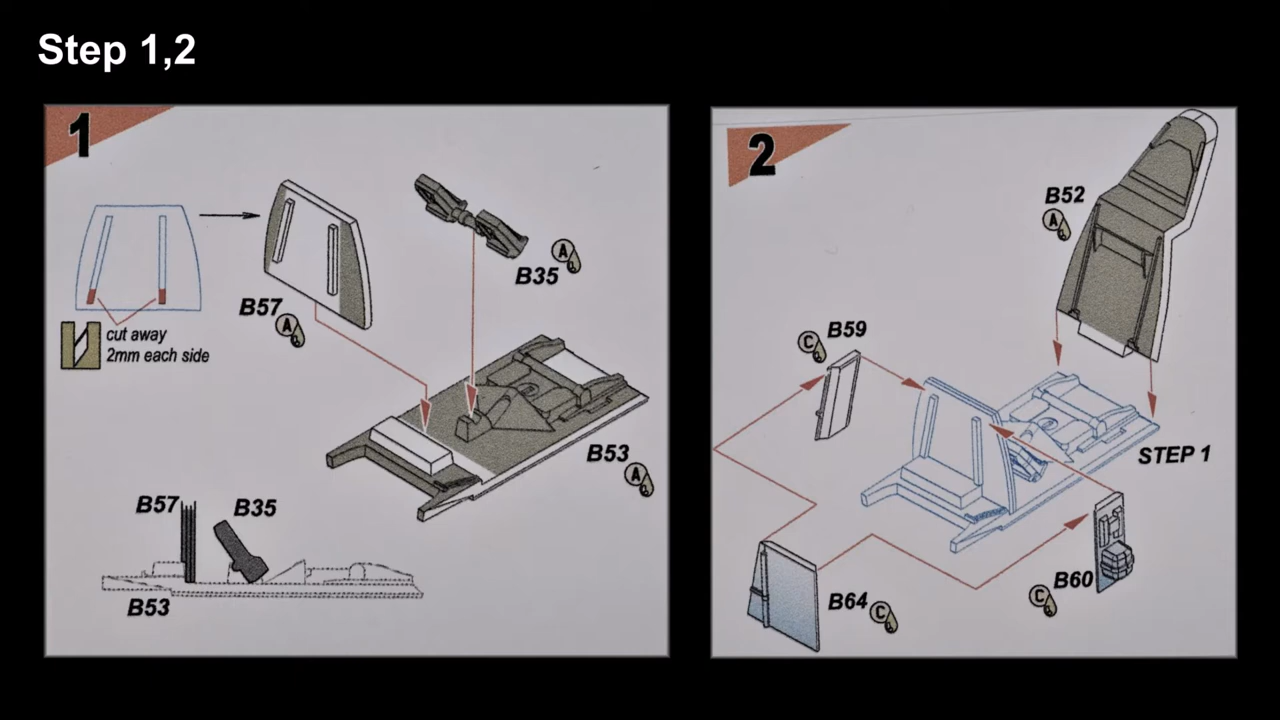 Step 1,2
1
cut away
2mm each side
B57
A
B35
A
B53
A
B57
B35
B53
2
B52
A
B59
C
STEP 1
B60
C
B64
C